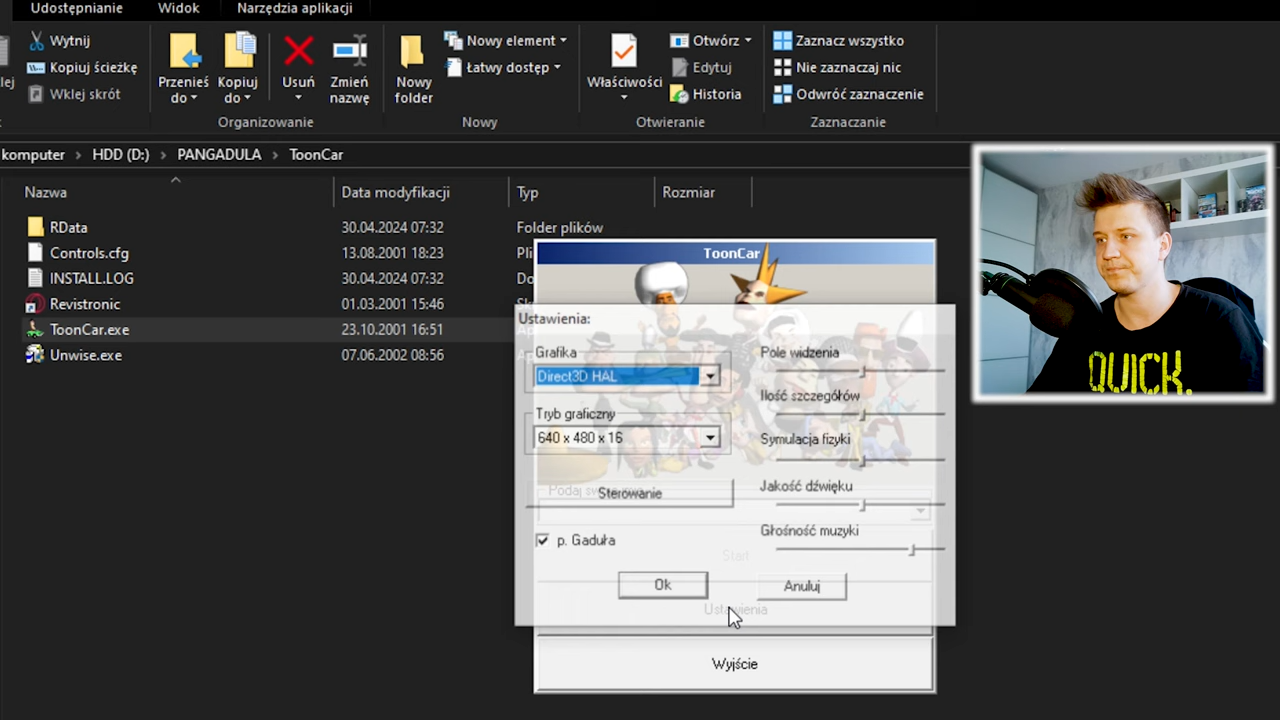 Udostępnianie
Widok
Narzędzia aplikacji
Wytnij
Kopiuj ścieżkę
Wklej skrót
Przenieś do
Kopiuj do
Usuń
Zmień nazwę
Organizowanie
Nowy folder
Nowy element
Łatwy dostęp
Nowy
Właściwości
Otwórz
Edytuj
Historia
Otwieranie
Zaznacz wszystko
Nie zaznaczaj nic
Odwróć zaznaczenie
Zaznaczanie
komputer > HDD (D:) > PANGADULA > ToonCar
Nazwa
Data modyfikacji
Typ
Rozmiar
RData 30.04.2024 07:32 Folder plików
Controls.cfg 13.08.2001 18:23
INSTALL.LOG 30.04.2024 07:32
Revistronic 01.03.2001 15:46
ToonCar.exe 23.10.2001 16:51
Unwise.exe 07.06.2002 08:56
ToonCar
Ustawienia:
Grafika
Direct3D HAL
Tryb graficzny
640 x 480 x 16
Sterowanie
p. Gaduła
Pole widzenia
Ilość szczegółów
Symulacja fizyki
Jakość dźwięku
Głośność muzyki
Ok
Anuluj
Start
Ustawienia
Wyjście
QUICK.